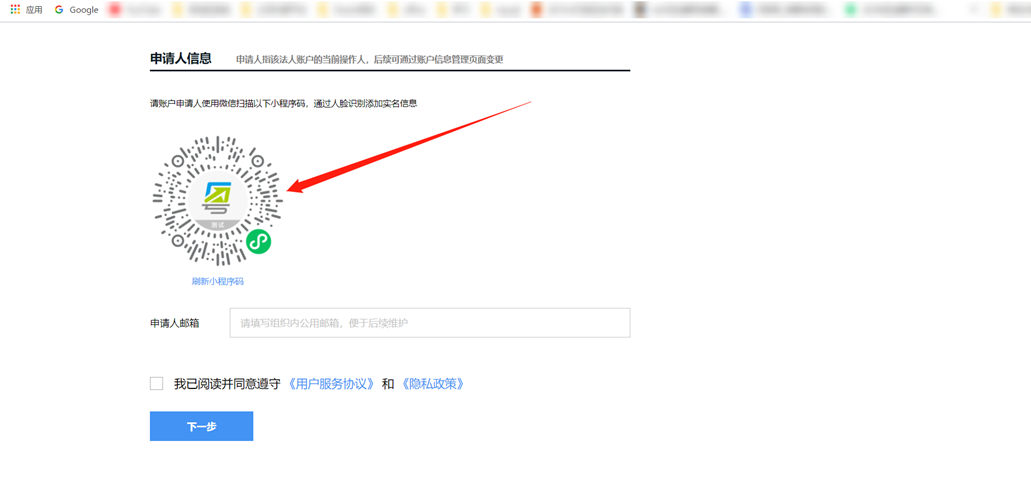 应用 Google
申请人信息 申请人指该法人账户的当前操作人，后续可通过账户信息管理页面变更
请账户申请人使用微信扫描以下小程序码，通过人脸识别添加实名信息
测试
刷新小程序码
申请人邮箱 请填写组织内公用邮箱，便于后续维护
我已阅读并同意遵守 《用户服务协议》 和 《隐私政策》
下一步